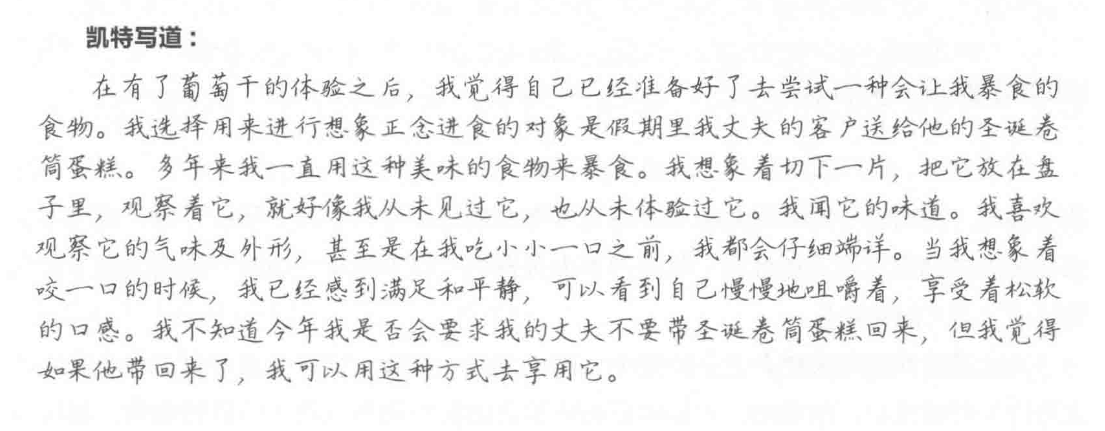 凯特写道：
在有了葡萄干的体验之后，我觉得自己已经准备好了去尝试一种会让我暴食的
食物。我选择用来进行想象正念进食的对象是假期里我丈夫的客户送给他的圣诞卷
筒蛋糕。多年来我一直用这种美味的食物来暴食。我想象着切下一片，把它放在盘
子里，观察着它，就好像我从未见过它，也从未体验过它。我闻它的味道。我喜欢
观察它的气味及外形，甚至是在我吃小小一口之前，我都会仔细端详。当我想象着
咬一口的时候，我已经感到满足和平静，可以看到自己慢慢地咀嚼着，享受着松软
的口感。我不知道今年我是否会要求我的丈夫不要带圣诞卷筒蛋糕回来，但我觉得
如果他带回来了，我可以用这种方式去享用它。